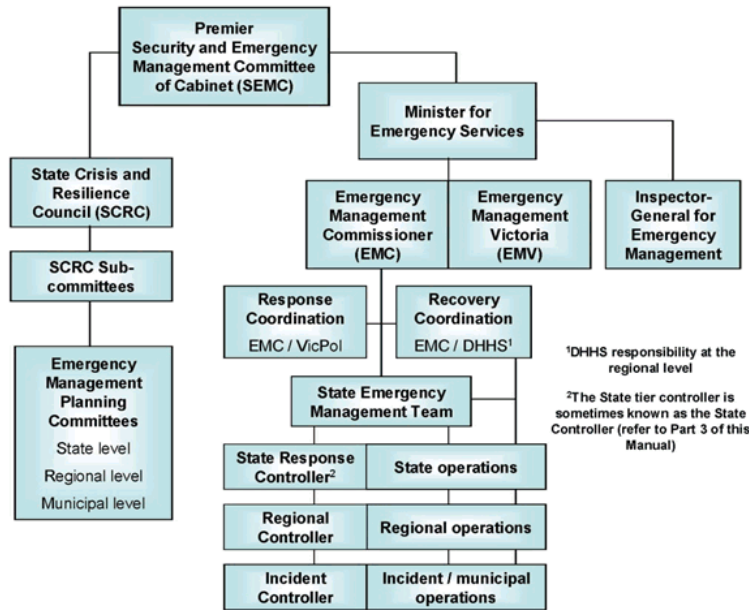 Premier
Security and Emergency
Management Committee
of Cabinet (SEMC)
Minister for
Emergency Services
State Crisis and
Resilience
Council (SCRC)
Emergency
Management
Commissioner
(EMC)
Emergency
Management
Victoria
(EMV)
Inspector-
General for
Emergency
Management
SCRC Sub-
committees
Response
Coordination
EMC / VicPol
Recovery
Coordination
EMC / DHHS¹
Emergency
Management
Planning
Committees
State level
Regional level
Municipal level
¹DHHS responsibility at the
regional level
²The State tier controller is
sometimes known as the State
Controller (refer to Part 3 of this
Manual)
State Emergency
Management Team
State Response
Controller²
State operations
Regional
Controller
Regional operations
Incident
Controller
Incident / municipal
operations